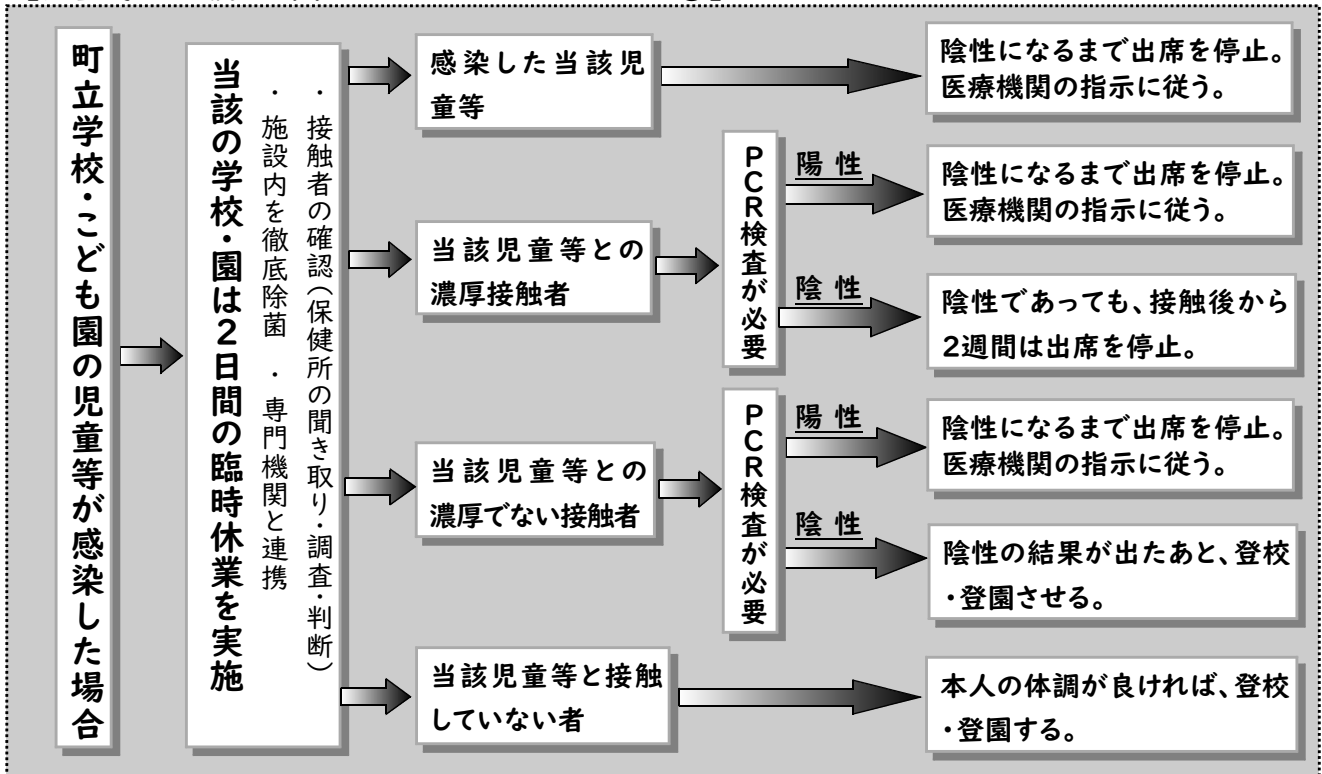 町立学校・こども園の児童等が感染した場合
当該の学校・園は2日間の臨時休業を実施
・接触者の確認(保健所の聞き取り・調査・判断)
・施設内を徹底除菌 ・専門機関と連携
感染した当該児
童等
陰性になるまで出席を停止。
医療機関の指示に従う。
当該児童等との
濃厚接触者
PCR検査が必要
陽性
陰性になるまで出席を停止。
医療機関の指示に従う。
陰性
陰性であっても、接触後から
2週間は出席を停止。
当該児童等との
濃厚でない接触者
PCR検査が必要
陽性
陰性になるまで出席を停止。
医療機関の指示に従う。
陰性
陰性の結果が出たあと、登校
・登園させる。
当該児童等と接触
していない者
本人の体調が良ければ、登校
・登園する。